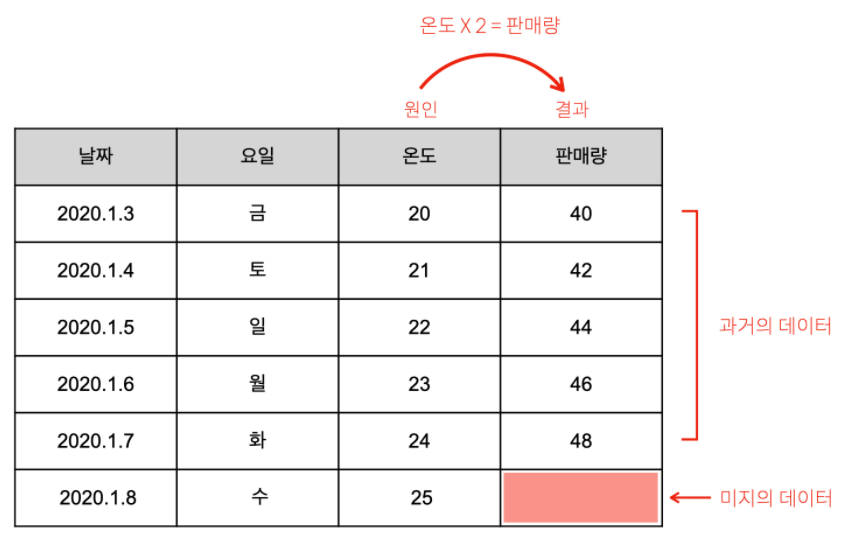 온도 X 2 = 판매량
원인 결과
날짜 요일 온도 판매량
2020.1.3 금 20 40
2020.1.4 토 21 42
2020.1.5 일 22 44
과거의 데이터
2020.1.6 월 23 46
2020.1.7 화 24 48
2020.1.8 수 25
미지의 데이터